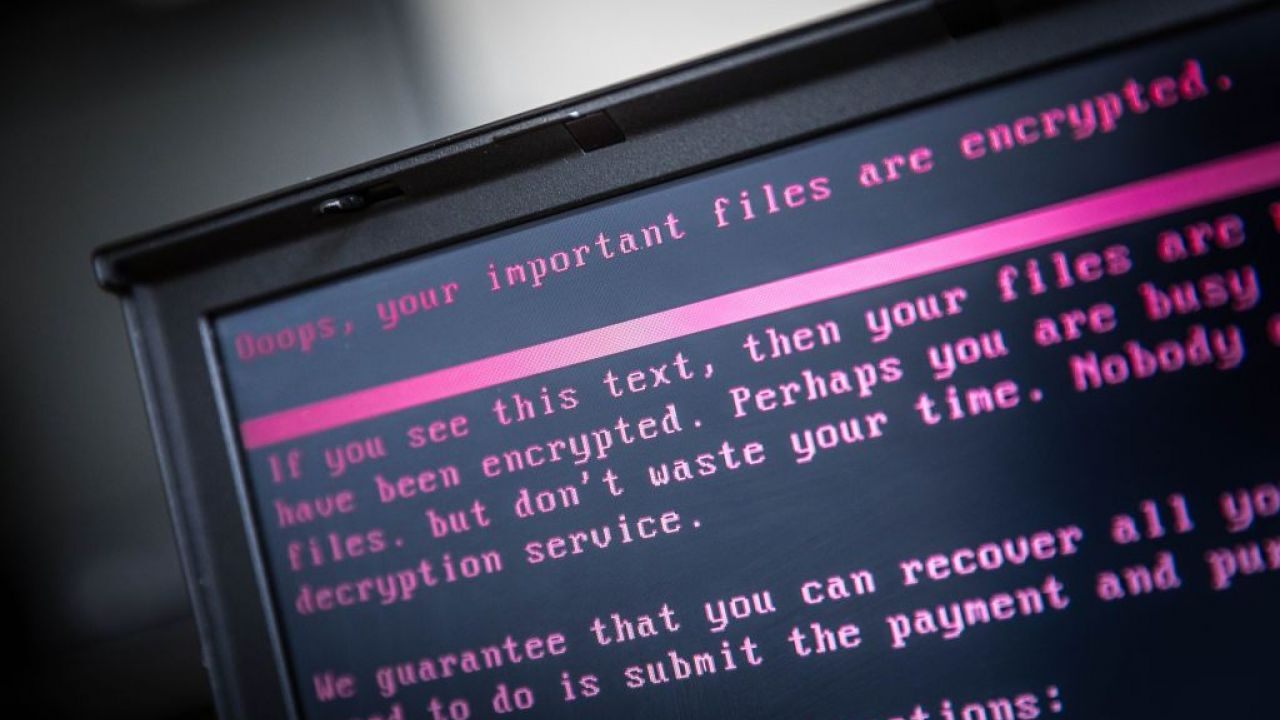 Ooops, your important files are encrypted.
If you see this text, then your files are
have been encrypted. Perhaps you are busy
files. but don't waste your time. Nobody
decryption service.
We guarantee that you can recover all
to do is submit the payment and